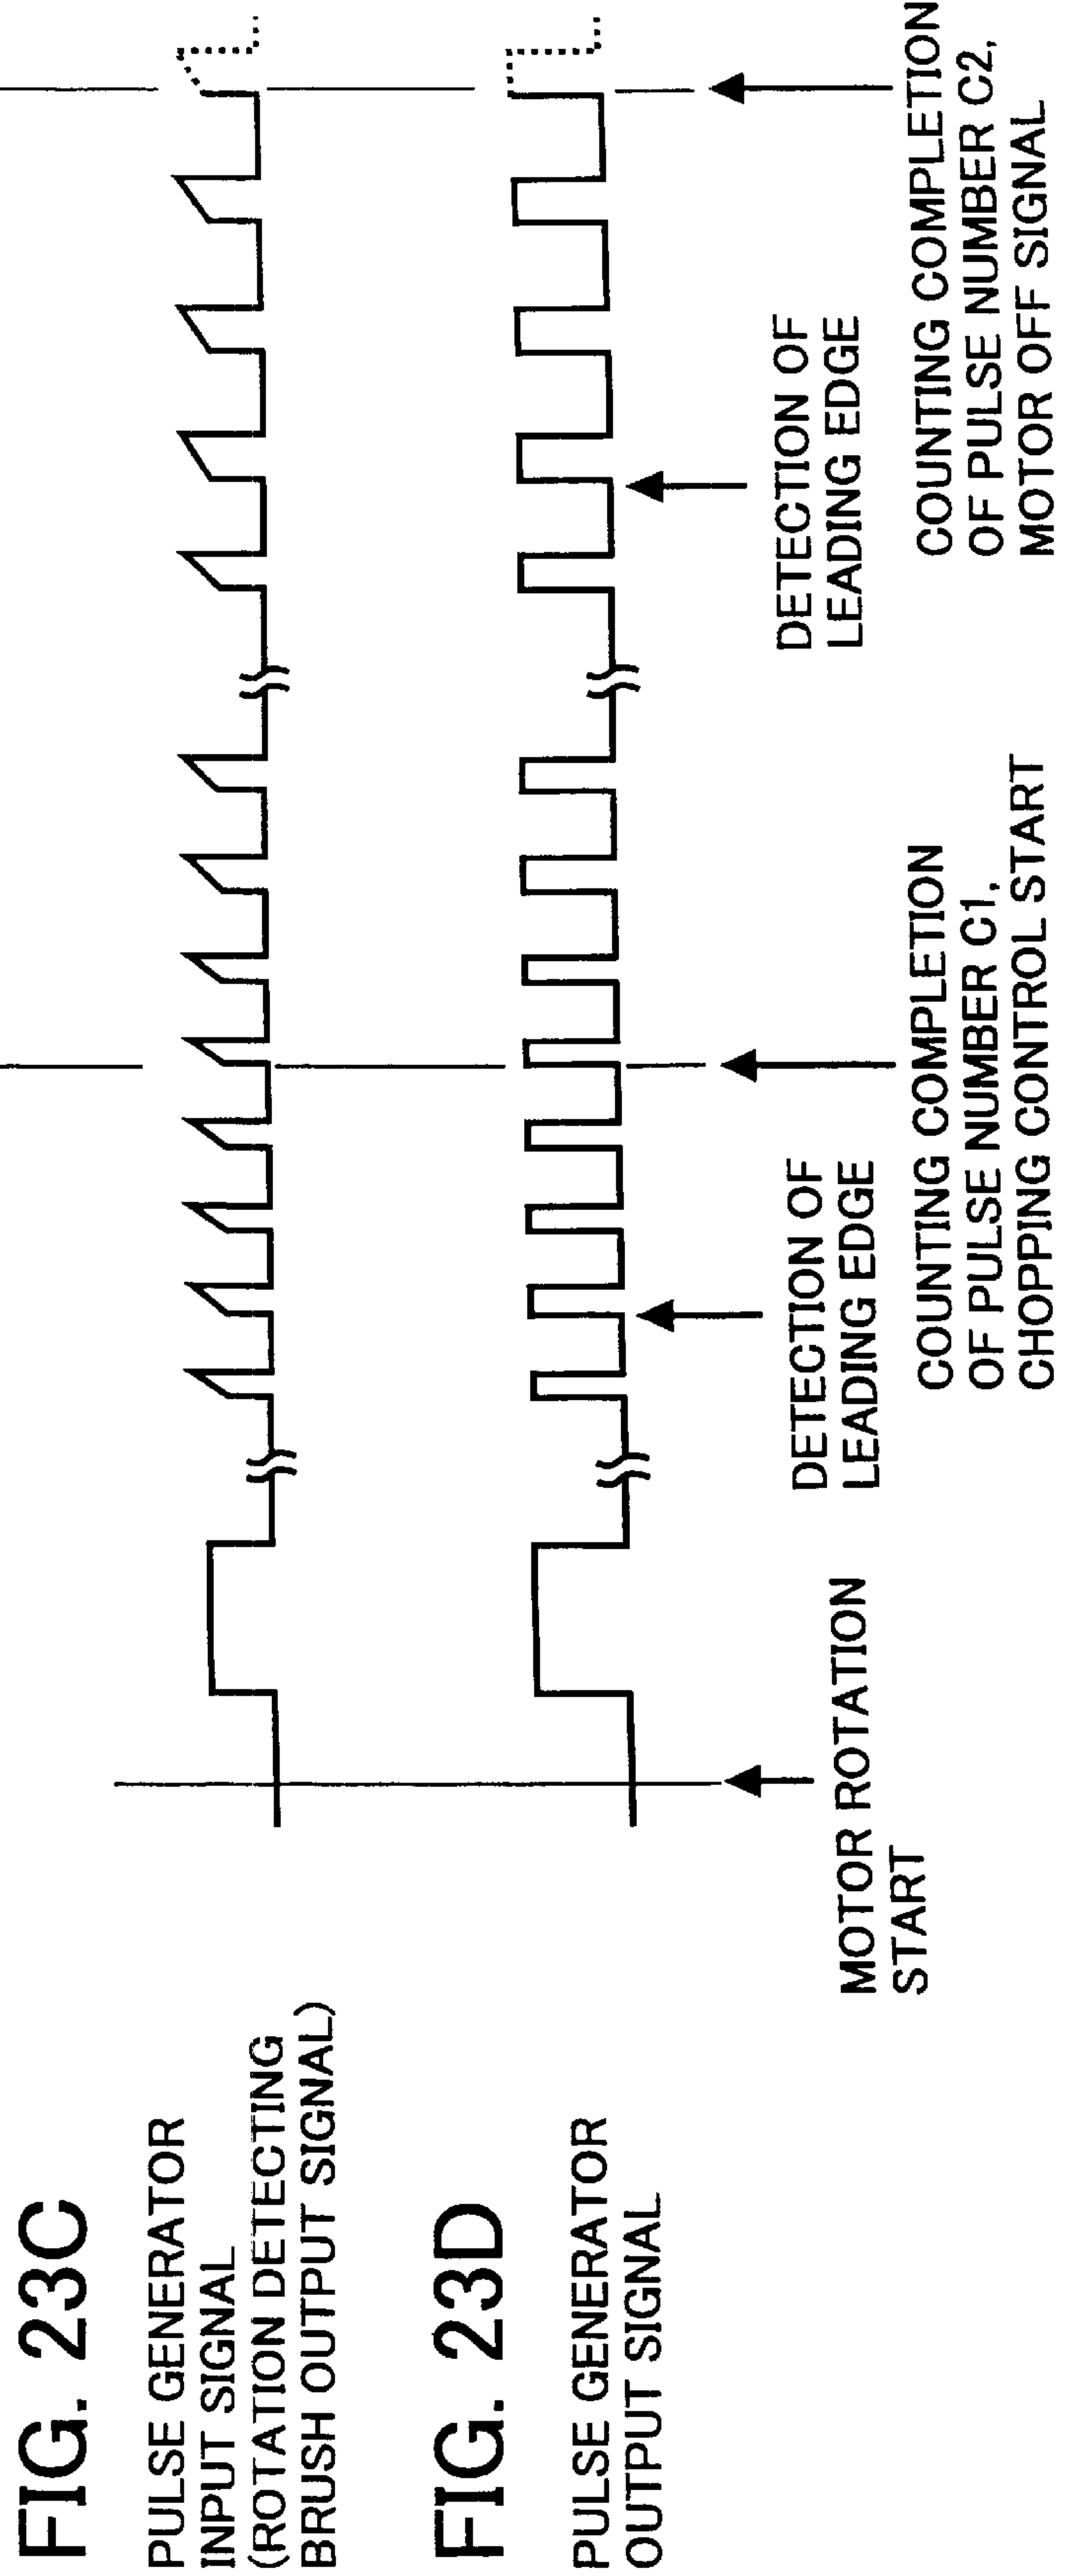 FIG. 23C
PULSE GENERATOR
INPUT SIGNAL
(ROTATION DETECTING
BRUSH OUTPUT SIGNAL)
FIG. 23D
PULSE GENERATOR
OUTPUT SIGNAL
MOTOR ROTATION
START
DETECTION OF
LEADING EDGE
COUNTING COMPLETION
OF PULSE NUMBER C1,
CHOPPING CONTROL START
DETECTION OF
LEADING EDGE
COUNTING COMPLETION
OF PULSE NUMBER C2,
MOTOR OFF SIGNAL